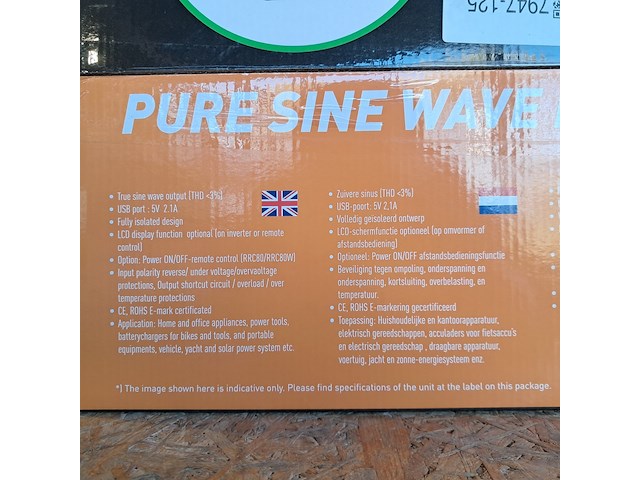 7947-125
PURE SINE WAVE
• True sine wave output [THD <3%]
• USB port : 5V 2.1A
• Fully isolated design
• LCD display function optional (on inverter or remote
control)
• Option: Power ON/OFF-remote control (RRC80/RRC80W)
• Input polarity reverse/ under voltage/overvoltage
protections, Output shortcut circuit / overload / over
temperature protections
• CE, ROHS E-mark certificated
• Application: Home and office appliances, power tools,
batterychargers for bikes and tools, and portable
equipments, vehicle, yacht and solar power system etc.
• Zuivere sinus [THD <3%]
• USB-poort: 5V 2,1A
• Volledig geïsoleerd ontwerp
• LCD-schermfunctie optioneel (op omvormer of
afstandsbediening)
• Optioneel: Power ON/OFF afstandsbedieningsfunctie
• Beveiliging tegen ompoling, onderspanning en
onderspanning, kortsluiting, overbelasting, en
temperatuur.
• CE, ROHS E-markering gecertificeerd
• Toepassing: Huishoudelijke en kantoorapparatuur,
elektrisch gereedschappen, acculaders voor fietsaccu's
en electrisch gereedschap , draagbare apparatuur,
voertuig, jacht en zonne-energiesysteem enz.
*) The image shown here is indicative only. Please find specifications of the unit at the label on this package.